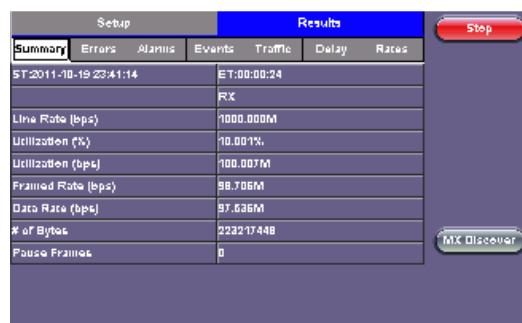 Setup Results
Stop
Summary Errors Alarms Events Traffic Delay Rates
ST:2011-10-19 23:41:14 ET:00:00:24
RX
Line Rate (bps) 1000.000M
Utilization (%) 10.001%
Utilization (bps) 100.007M
Framed Rate (bps) 98.706M
Data Rate (bps) 97.636M
# of Bytes 223217448
MX Discover
Pause Frames 0